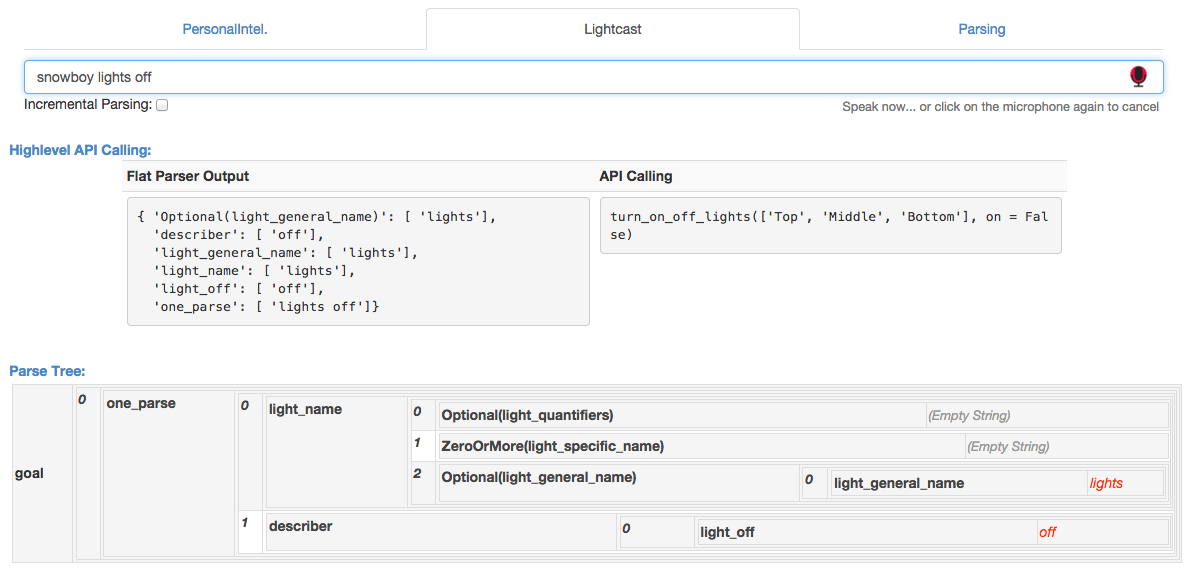 PersonalIntel.
Lightcast
Parsing
snowboy lights off
Incremental Parsing:
Speak now... or click on the microphone again to cancel
Highlevel API Calling:
Flat Parser Output
API Calling
{ 'Optional(light_general_name)': [ 'lights'],
'describer': [ 'off'],
'light_general_name': [ 'lights'],
'light_name': [ 'lights'],
'light_off': [ 'off'],
'one_parse': [ 'lights off']}
turn_on_off_lights(['Top', 'Middle', 'Bottom'], on = Fal
se)
Parse Tree:
goal
0
one_parse
0
light_name
0
Optional(light_quantifiers)
(Empty String)
1
ZeroOrMore(light_specific_name)
(Empty String)
2
Optional(light_general_name)
0
light_general_name
lights
1
describer
0
light_off
off